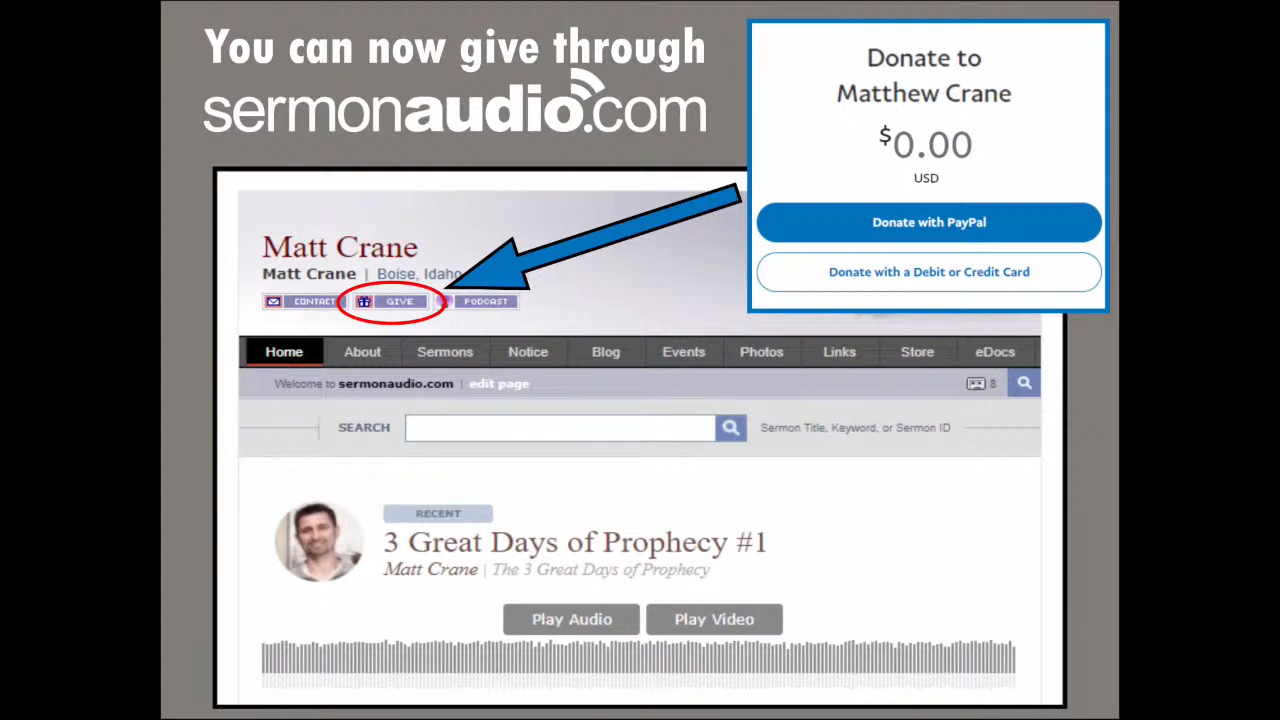 You can now give through
sermonaudio.com
Donate to
Matthew Crane
$0.00
USD
Donate with PayPal
Donate with a Debit or Credit Card
Matt Crane
Matt Crane | Boise, Idaho
CONTACT GIVE PODCAST
Home About Sermons Notice Blog Events Photos Links Store eDocs
Welcome to sermonaudio.com | edit page 8
SEARCH Sermon Title, Keyword, or Sermon ID
RECENT
3 Great Days of Prophecy #1
Matt Crane | The 3 Great Days of Prophecy
Play Audio Play Video